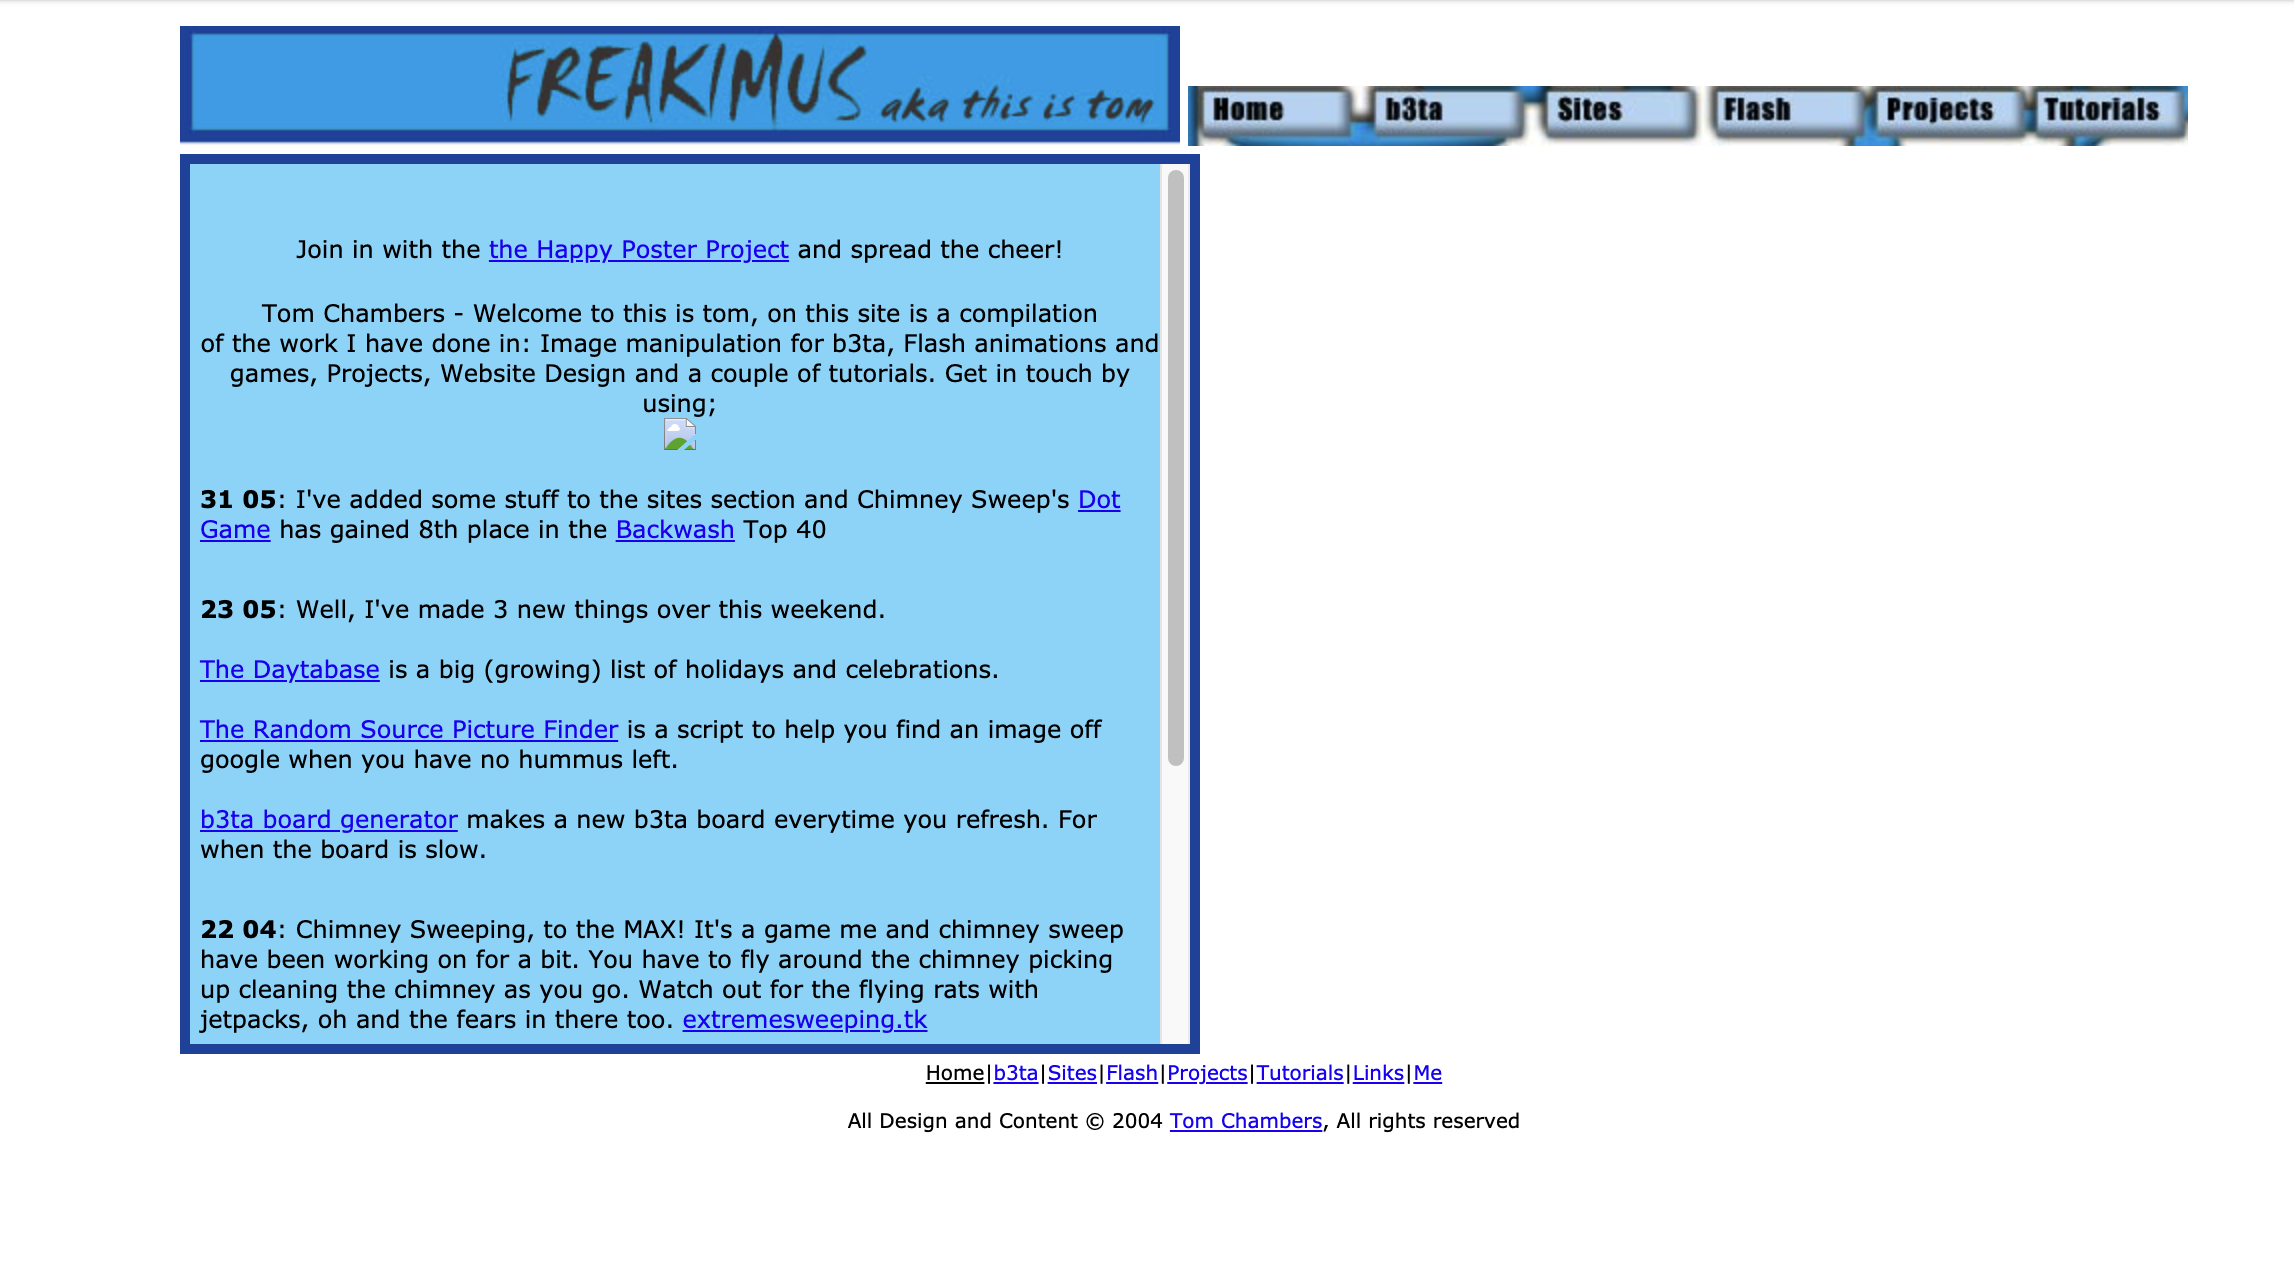 FREAKIMUS aka this is tom
Home b3ta Sites Flash Projects Tutorials
Join in with the the Happy Poster Project and spread the cheer!
Tom Chambers - Welcome to this is tom, on this site is a compilation
of the work I have done in: Image manipulation for b3ta, Flash animations and
games, Projects, Website Design and a couple of tutorials. Get in touch by
using;
31 05: I've added some stuff to the sites section and Chimney Sweep's Dot
Game has gained 8th place in the Backwash Top 40
23 05: Well, I've made 3 new things over this weekend.
The Daytabase is a big (growing) list of holidays and celebrations.
The Random Source Picture Finder is a script to help you find an image off
google when you have no hummus left.
b3ta board generator makes a new b3ta board everytime you refresh. For
when the board is slow.
22 04: Chimney Sweeping, to the MAX! It's a game me and chimney sweep
have been working on for a bit. You have to fly around the chimney picking
up cleaning the chimney as you go. Watch out for the flying rats with
jetpacks, oh and the fears in there too. extremesweeping.tk
Home|b3ta|Sites|Flash|Projects|Tutorials|Links|Me
All Design and Content © 2004 Tom Chambers, All rights reserved